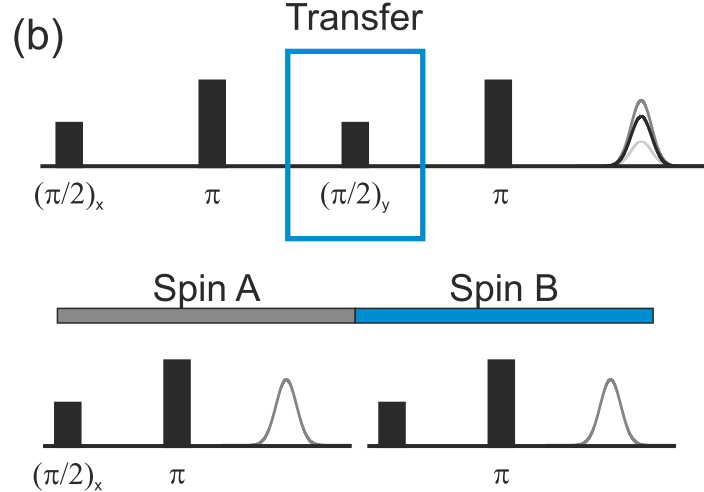 (b)
Transfer
(π/2)x π (π/2)y π
Spin A Spin B
(π/2)x π π